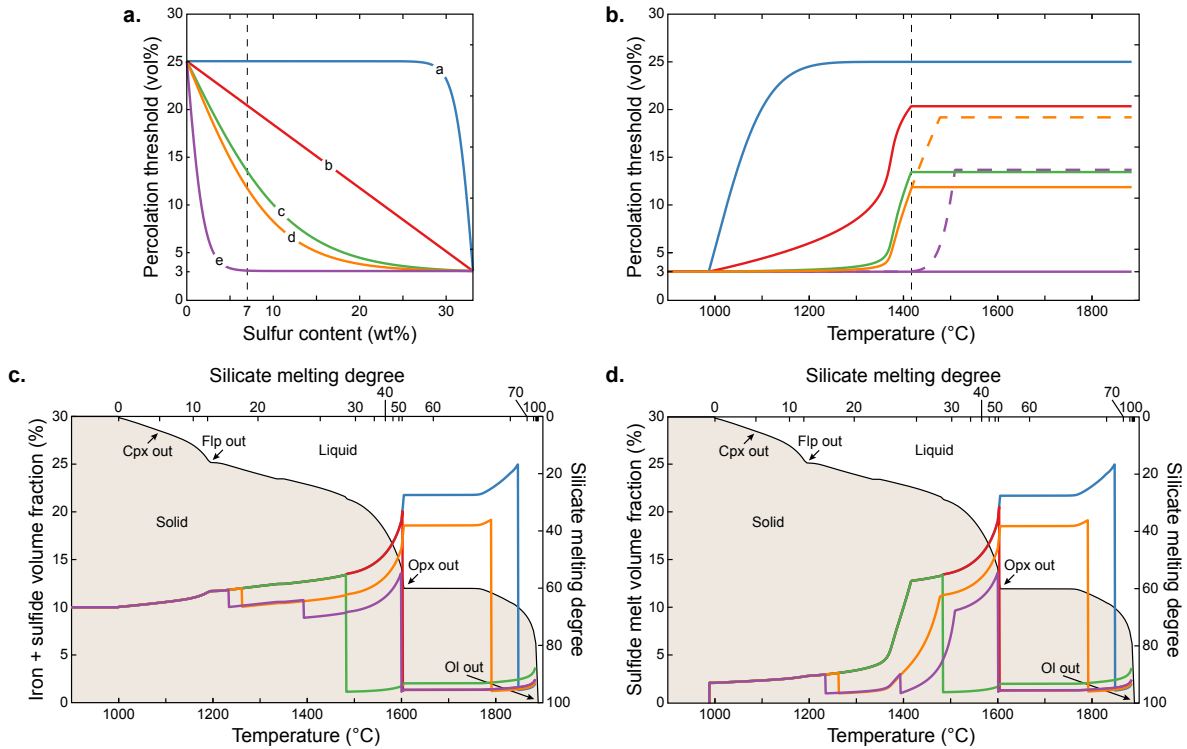 a.
Percolation threshold (vol%)
30
25
20
15
10
5
3
0
a
b
c
d
e
0
7
10
20
30
Sulfur content (wt%)
b.
Percolation threshold (vol%)
30
25
20
15
10
5
3
0
1000
1200
1400
1600
1800
Temperature (°C)
c.
Silicate melting degree
0
10
20
30
40
50
60
70
100
Iron + sulfide volume fraction (%)
30
25
20
15
10
5
0
Cpx out
Flp out
Liquid
Solid
Opx out
Ol out
0
20
40
60
80
100
Silicate melting degree
1000
1200
1400
1600
1800
Temperature (°C)
d.
Silicate melting degree
0
10
20
30
40
50
60
70
100
Sulfide melt volume fraction (%)
30
25
20
15
10
5
0
Cpx out
Flp out
Liquid
Solid
Opx out
Ol out
0
20
40
60
80
100
Silicate melting degree
1000
1200
1400
1600
1800
Temperature (°C)